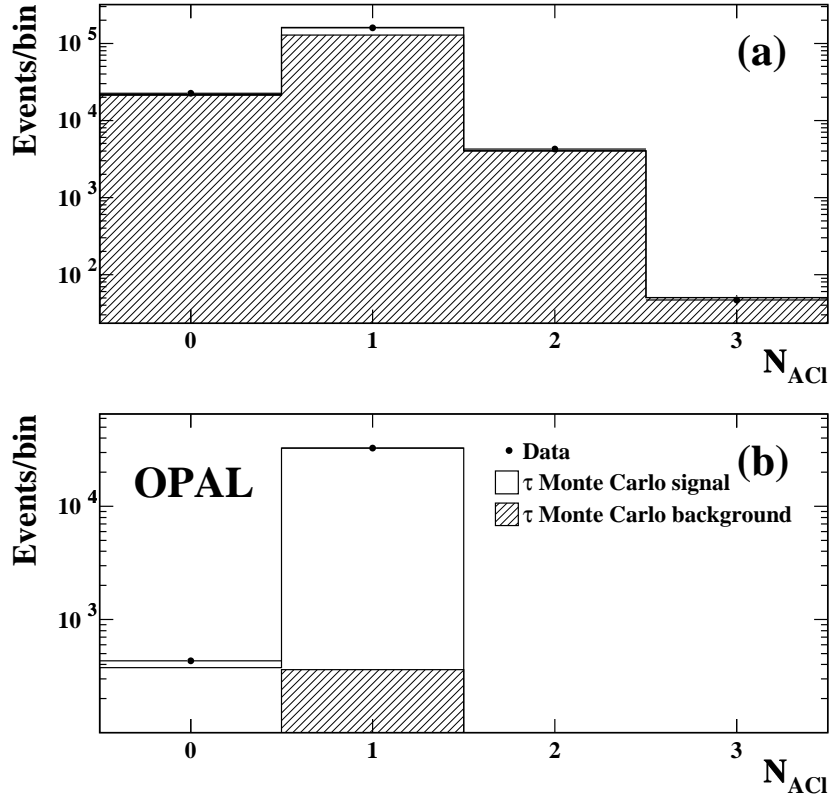 Events/bin
10^5
10^4
10^3
10^2
(a)
0 1 2 3
N_ACl
Events/bin
10^4
10^3
OPAL
(b)
Data
τ Monte Carlo signal
τ Monte Carlo background
0 1 2 3
N_ACl